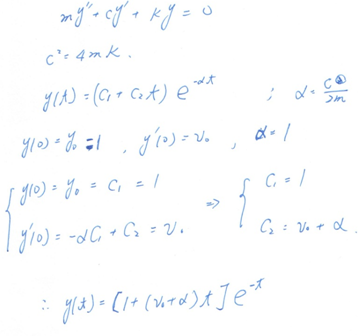 my'' + cy' + ky = 0
c² = 4mk.
y(t) = (C₁ + C₂t) e^{-αt} ; α = c/2m
y(0) = y₀ = 1 , y'(0) = v₀ , α = 1
{ y(0) = y₀ = C₁ = 1 ⇒ { C₁ = 1
y'(0) = -αC₁ + C₂ = v₀ C₂ = v₀ + α.
∴ y(t) = [1 + (v₀+α) t] e^{-t}